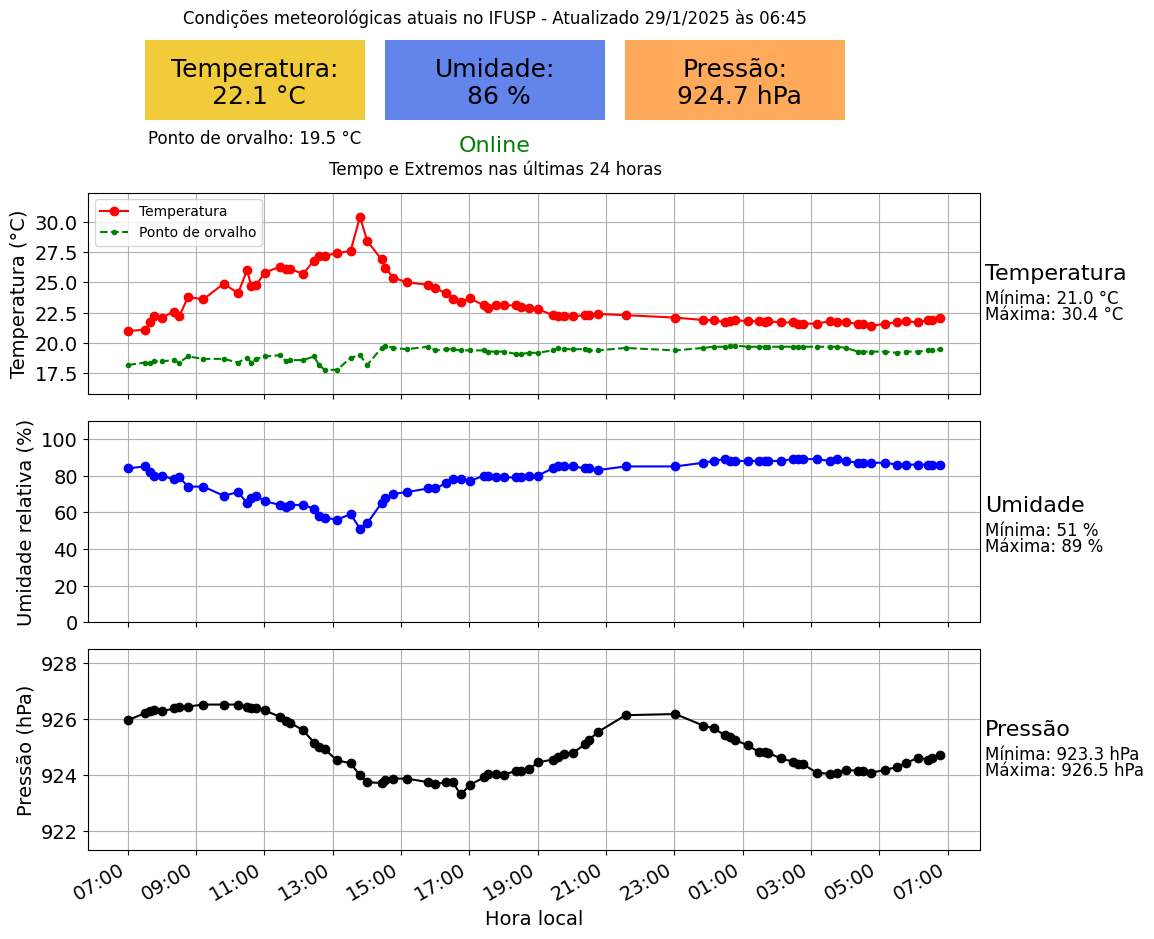 Condições meteorológicas atuais no IFUSP - Atualizado 29/1/2025 às 06:45
Temperatura:
22.1 °C
Umidade:
86 %
Pressão:
924.7 hPa
Ponto de orvalho: 19.5 °C
Online
Tempo e Extremos nas últimas 24 horas
Temperatura (°C)
30.0
27.5
25.0
22.5
20.0
17.5
Temperatura
Ponto de orvalho
Temperatura
Mínima: 21.0 °C
Máxima: 30.4 °C
Umidade relativa (%)
100
80
60
40
20
0
Umidade
Mínima: 51 %
Máxima: 89 %
Pressão (hPa)
928
926
924
922
Pressão
Mínima: 923.3 hPa
Máxima: 926.5 hPa
07:00 09:00 11:00 13:00 15:00 17:00 19:00 21:00 23:00 01:00 03:00 05:00 07:00
Hora local